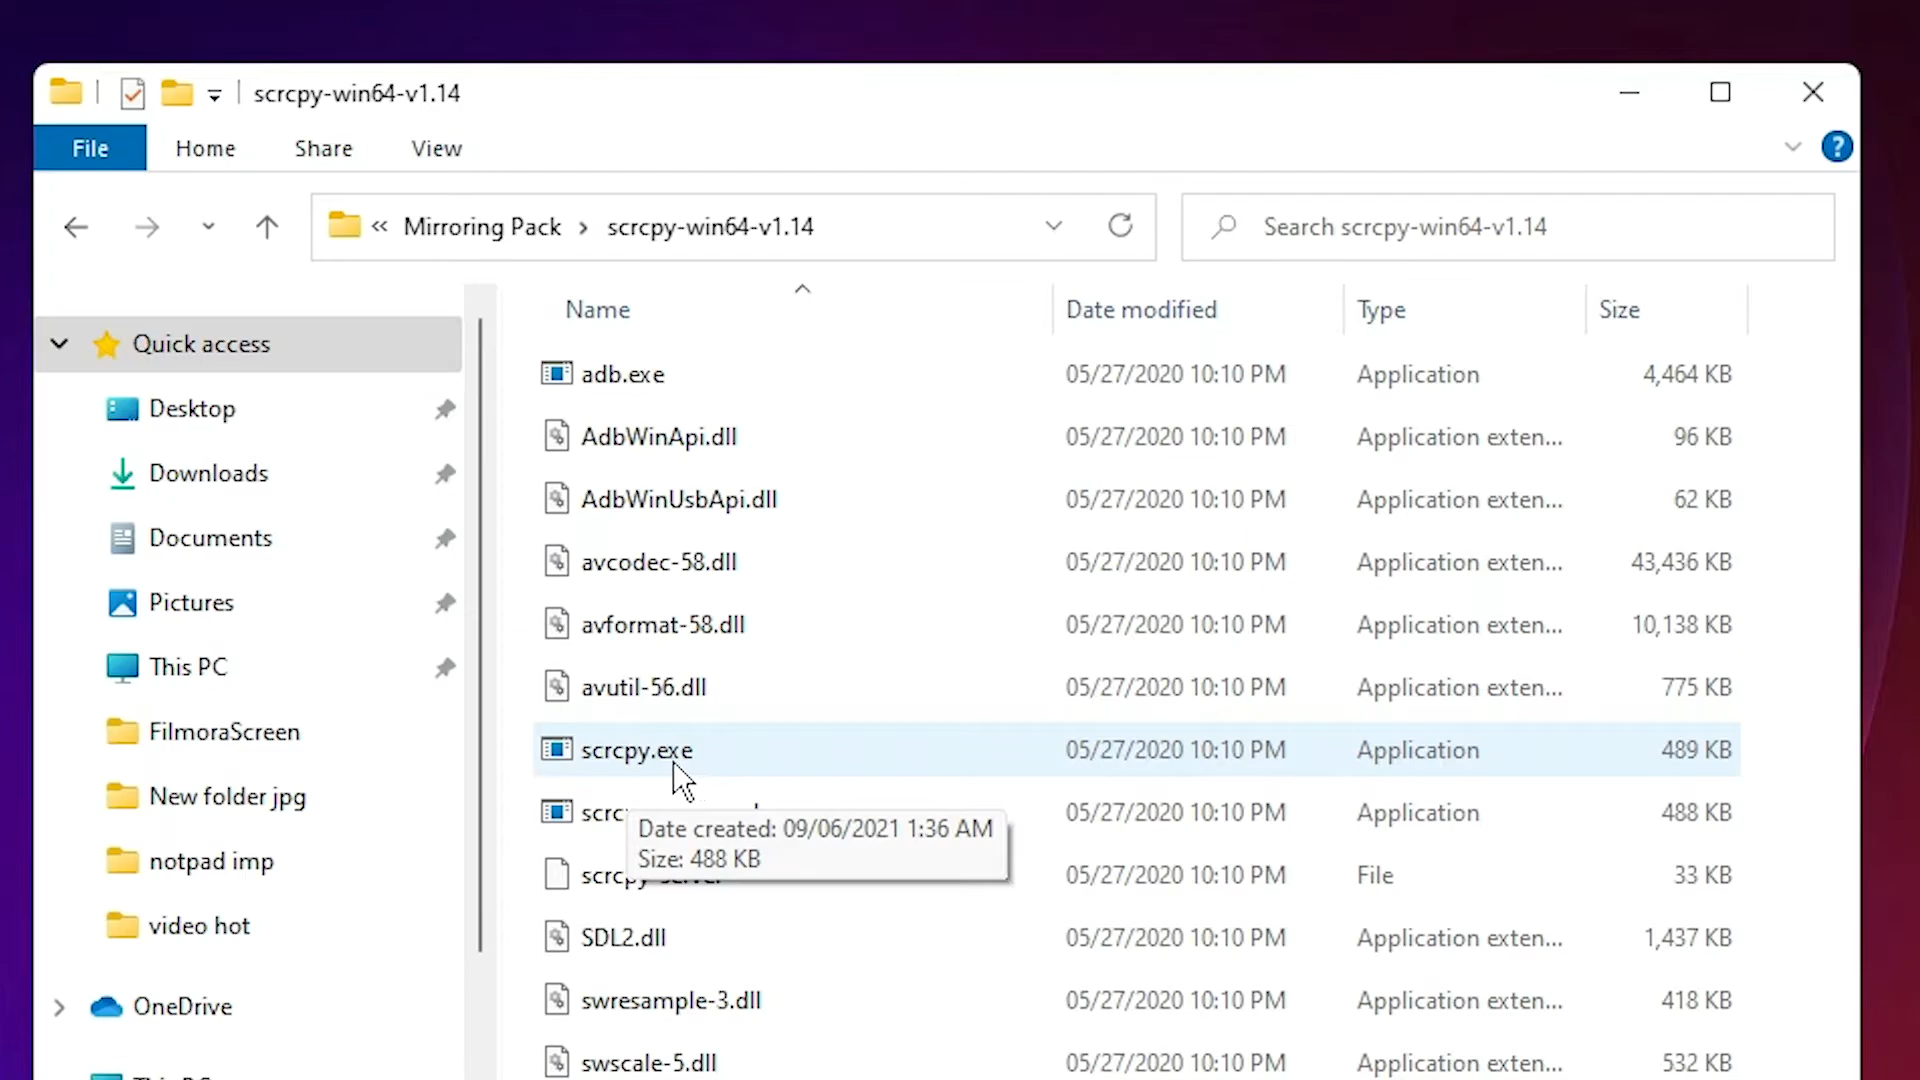 scrcpy-win64-v1.14
File Home Share View
« Mirroring Pack › scrcpy-win64-v1.14
Search scrcpy-win64-v1.14
Name Date modified Type Size
Quick access
Desktop
Downloads
Documents
Pictures
This PC
FilmoraScreen
New folder jpg
notpad imp
video hot
OneDrive
adb.exe 05/27/2020 10:10 PM Application 4,464 KB
AdbWinApi.dll 05/27/2020 10:10 PM Application exten... 96 KB
AdbWinUsbApi.dll 05/27/2020 10:10 PM Application exten... 62 KB
avcodec-58.dll 05/27/2020 10:10 PM Application exten... 43,436 KB
avformat-58.dll 05/27/2020 10:10 PM Application exten... 10,138 KB
avutil-56.dll 05/27/2020 10:10 PM Application exten... 775 KB
scrcpy.exe 05/27/2020 10:10 PM Application 489 KB
05/27/2020 10:10 PM Application 488 KB
Date created: 09/06/2021 1:36 AM
Size: 488 KB
scrcpy-server 05/27/2020 10:10 PM File 33 KB
SDL2.dll 05/27/2020 10:10 PM Application exten... 1,437 KB
swresample-3.dll 05/27/2020 10:10 PM Application exten... 418 KB
swscale-5.dll 05/27/2020 10:10 PM Application exten... 532 KB